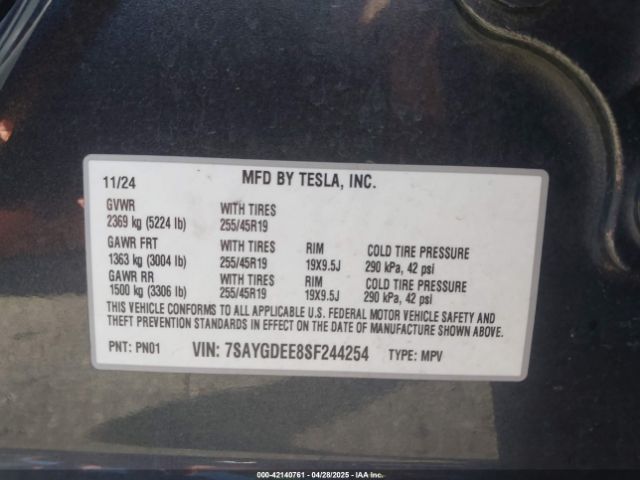 11/24 MFD BY TESLA, INC.
GVWR WITH TIRES
2369 kg (5224 lb) 255/45R19
GAWR FRT WITH TIRES RIM COLD TIRE PRESSURE
1363 kg (3004 lb) 255/45R19 19X9.5J 290 kPa, 42 psi
GAWR RR WITH TIRES RIM COLD TIRE PRESSURE
1500 kg (3306 lb) 255/45R19 19X9.5J 290 kPa, 42 psi
THIS VEHICLE CONFORMS TO ALL APPLICABLE U.S. FEDERAL MOTOR VEHICLE SAFETY AND
THEFT PREVENTION STANDARDS IN EFFECT ON THE DATE OF MANUFACTURE SHOWN ABOVE.
PNT: PN01 VIN: 7SAYGDEE8SF244254 TYPE: MPV
000-42140761 - 04/28/2025 - IAA Inc.